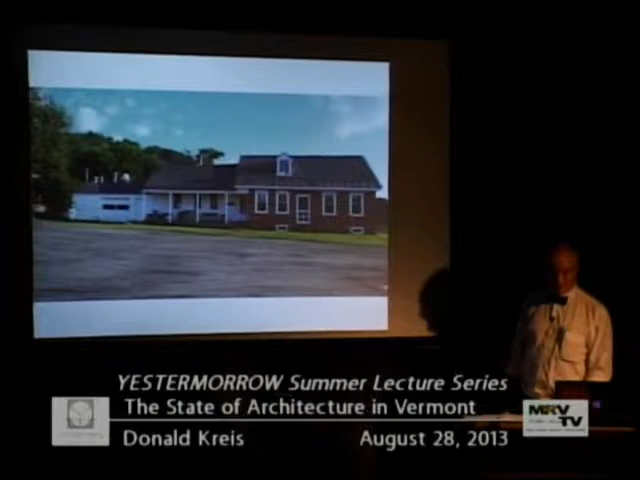 YESTERMORROW Summer Lecture Series
The State of Architecture in Vermont
Donald Kreis August 28, 2013
MRV
TV